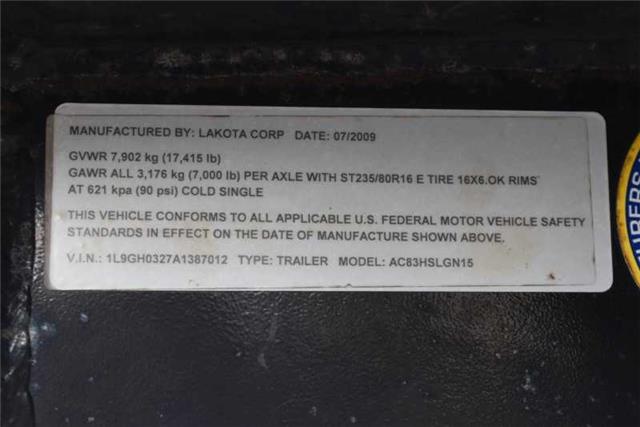 MANUFACTURED BY: LAKOTA CORP DATE: 07/2009
GVWR 7,902 kg (17,415 lb)
GAWR ALL 3,176 kg (7,000 lb) PER AXLE WITH ST235/80R16 E TIRE 16X6.OK RIMS
AT 621 kpa (90 psi) COLD SINGLE
THIS VEHICLE CONFORMS TO ALL APPLICABLE U.S. FEDERAL MOTOR VEHICLE SAFETY
STANDARDS IN EFFECT ON THE DATE OF MANUFACTURE SHOWN ABOVE.
V.I.N.: 1L9GH0327A1387012 TYPE: TRAILER MODEL: AC83HSLGN15